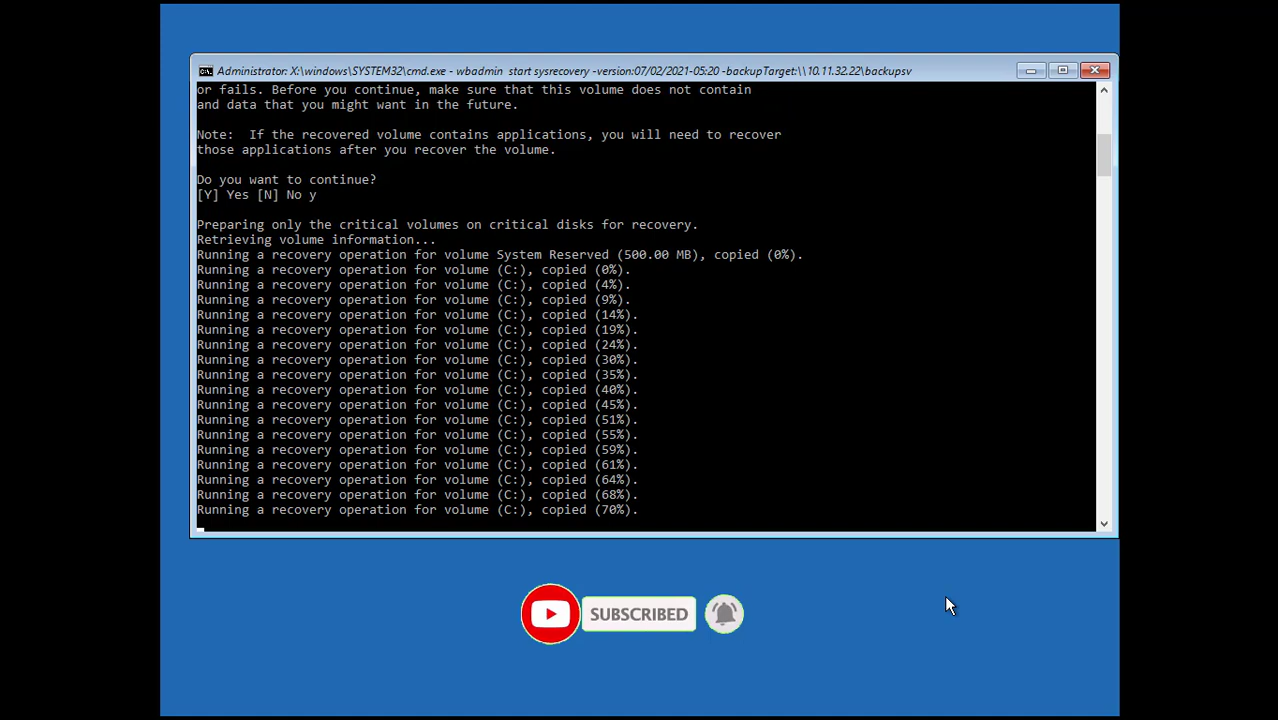 Administrator: X:\windows\SYSTEM32\cmd.exe - wbadmin  start sysrecovery -version:07/02/2021-05:20 -backupTarget:\\10.11.32.22\backupsv
or fails. Before you continue, make sure that this volume does not contain
and data that you might want in the future.
Note:  If the recovered volume contains applications, you will need to recover
those applications after you recover the volume.
Do you want to continue?
[Y] Yes [N] No y
Preparing only the critical volumes on critical disks for recovery.
Retrieving volume information...
Running a recovery operation for volume System Reserved (500.00 MB), copied (0%).
Running a recovery operation for volume (C:), copied (0%).
Running a recovery operation for volume (C:), copied (4%).
Running a recovery operation for volume (C:), copied (9%).
Running a recovery operation for volume (C:), copied (14%).
Running a recovery operation for volume (C:), copied (19%).
Running a recovery operation for volume (C:), copied (24%).
Running a recovery operation for volume (C:), copied (30%).
Running a recovery operation for volume (C:), copied (35%).
Running a recovery operation for volume (C:), copied (40%).
Running a recovery operation for volume (C:), copied (45%).
Running a recovery operation for volume (C:), copied (51%).
Running a recovery operation for volume (C:), copied (55%).
Running a recovery operation for volume (C:), copied (59%).
Running a recovery operation for volume (C:), copied (61%).
Running a recovery operation for volume (C:), copied (64%).
Running a recovery operation for volume (C:), copied (68%).
Running a recovery operation for volume (C:), copied (70%).
SUBSCRIBED